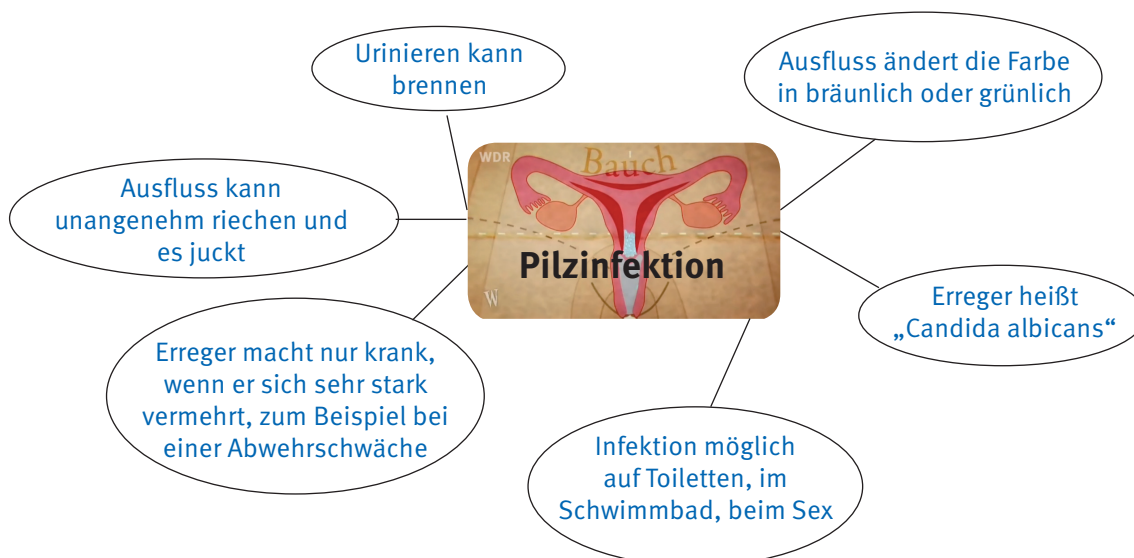 Urinieren kann
brennen
Ausfluss ändert die Farbe
in bräunlich oder grünlich
WDR
Bauch
Ausfluss kann
unangenehm riechen und
es juckt
Pilzinfektion
W
Erreger heißt
„Candida albicans“
Erreger macht nur krank,
wenn er sich sehr stark
vermehrt, zum Beispiel bei
einer Abwehrschwäche
Infektion möglich
auf Toiletten, im
Schwimmbad, beim Sex